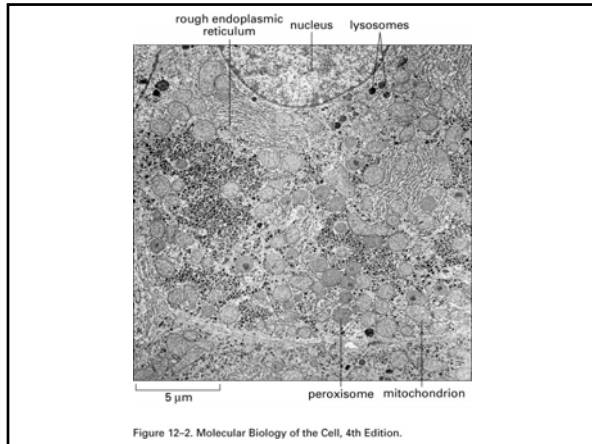 rough endoplasmic
reticulum
nucleus
lysosomes
5 µm
peroxisome
mitochondrion
Figure 12–2. Molecular Biology of the Cell, 4th Edition.